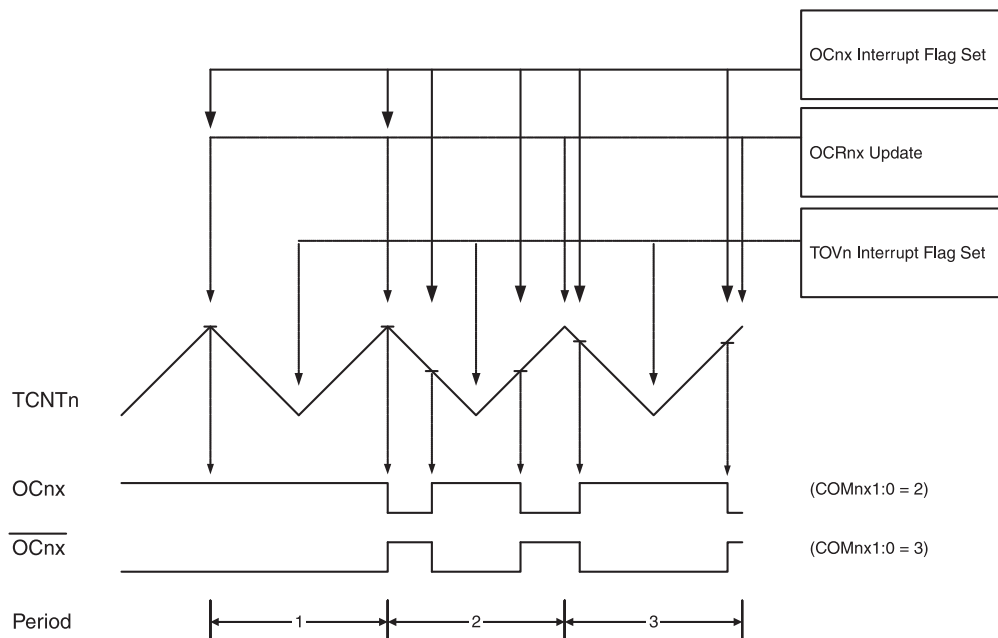 OCnx Interrupt Flag Set
OCRnx Update
TOVn Interrupt Flag Set
TCNTn
OCnx
(COMnx1:0 = 2)
OCnx
(COMnx1:0 = 3)
Period
1
2
3